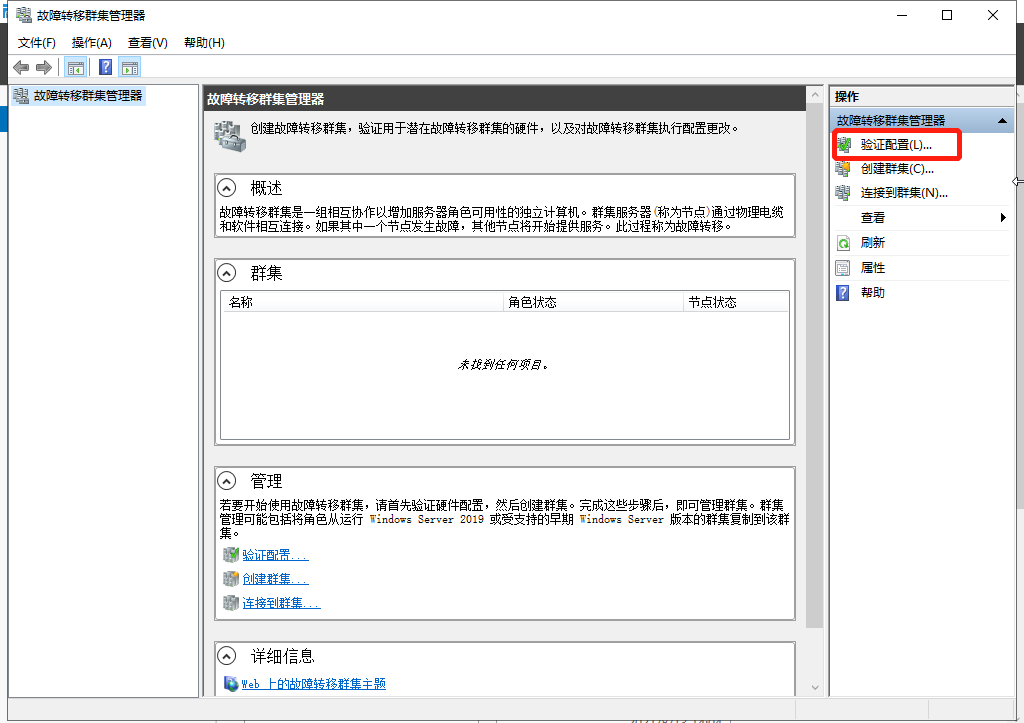 故障转移群集管理器
文件(F) 操作(A) 查看(V) 帮助(H)
故障转移群集管理器
故障转移群集管理器
创建故障转移群集，验证用于潜在故障转移群集的硬件，以及对故障转移群集执行配置更改。
概述
故障转移群集是一组相互协作以增加服务器角色可用性的独立计算机。群集服务器(称为节点)通过物理电缆
和软件相互连接。如果其中一个节点发生故障，其他节点将开始提供服务。此过程称为故障转移。
群集
名称 角色状态 节点状态
未找到任何项目。
管理
若要开始使用故障转移群集，请首先验证硬件配置，然后创建群集。完成这些步骤后，即可管理群集。群集
管理可能包括将角色从运行 Windows Server 2019 或受支持的早期 Windows Server 版本的群集复制到该群
集。
验证配置...
创建群集...
连接到群集...
详细信息
Web 上的故障转移群集主题
操作
故障转移群集管理器
验证配置(L)...
创建群集(C)...
连接到群集(N)...
查看
刷新
属性
帮助